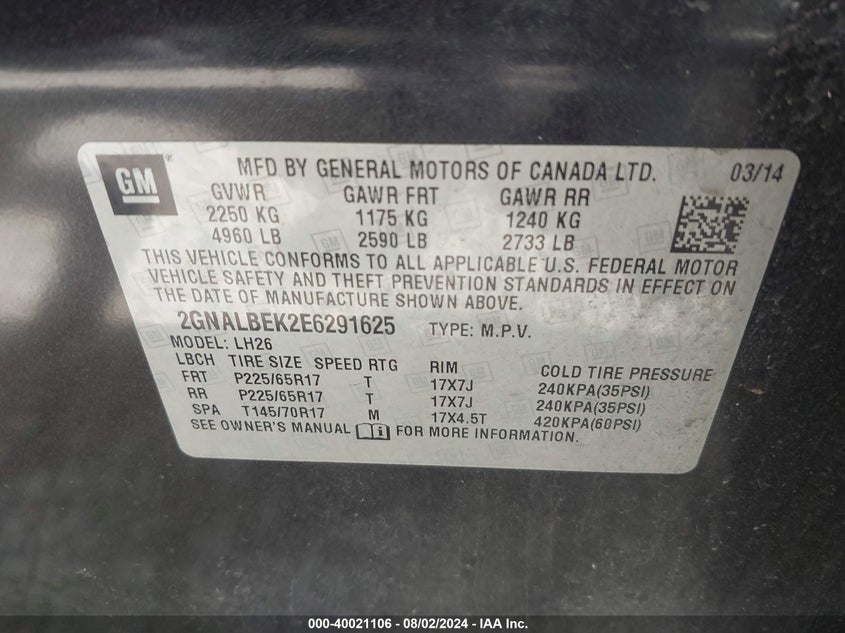 GM ® MFD BY GENERAL MOTORS OF CANADA LTD. 03/14
GVWR GAWR FRT GAWR RR
2250 KG 1175 KG 1240 KG
4960 LB 2590 LB 2733 LB
THIS VEHICLE CONFORMS TO ALL APPLICABLE U.S. FEDERAL MOTOR
VEHICLE SAFETY AND THEFT PREVENTION STANDARDS IN EFFECT ON
THE DATE OF MANUFACTURE SHOWN ABOVE.
2GNALBEK2E6291625 TYPE: M.P.V.
MODEL: LH26
LBCH TIRE SIZE SPEED RTG RIM COLD TIRE PRESSURE
FRT P225/65R17 T 17X7J 240KPA(35PSI)
RR P225/65R17 T 17X7J 240KPA(35PSI)
SPA T145/70R17 M 17X4.5T 420KPA(60PSI)
SEE OWNER'S MANUAL FOR MORE INFORMATION.
000-40021106 - 08/02/2024 - IAA Inc.